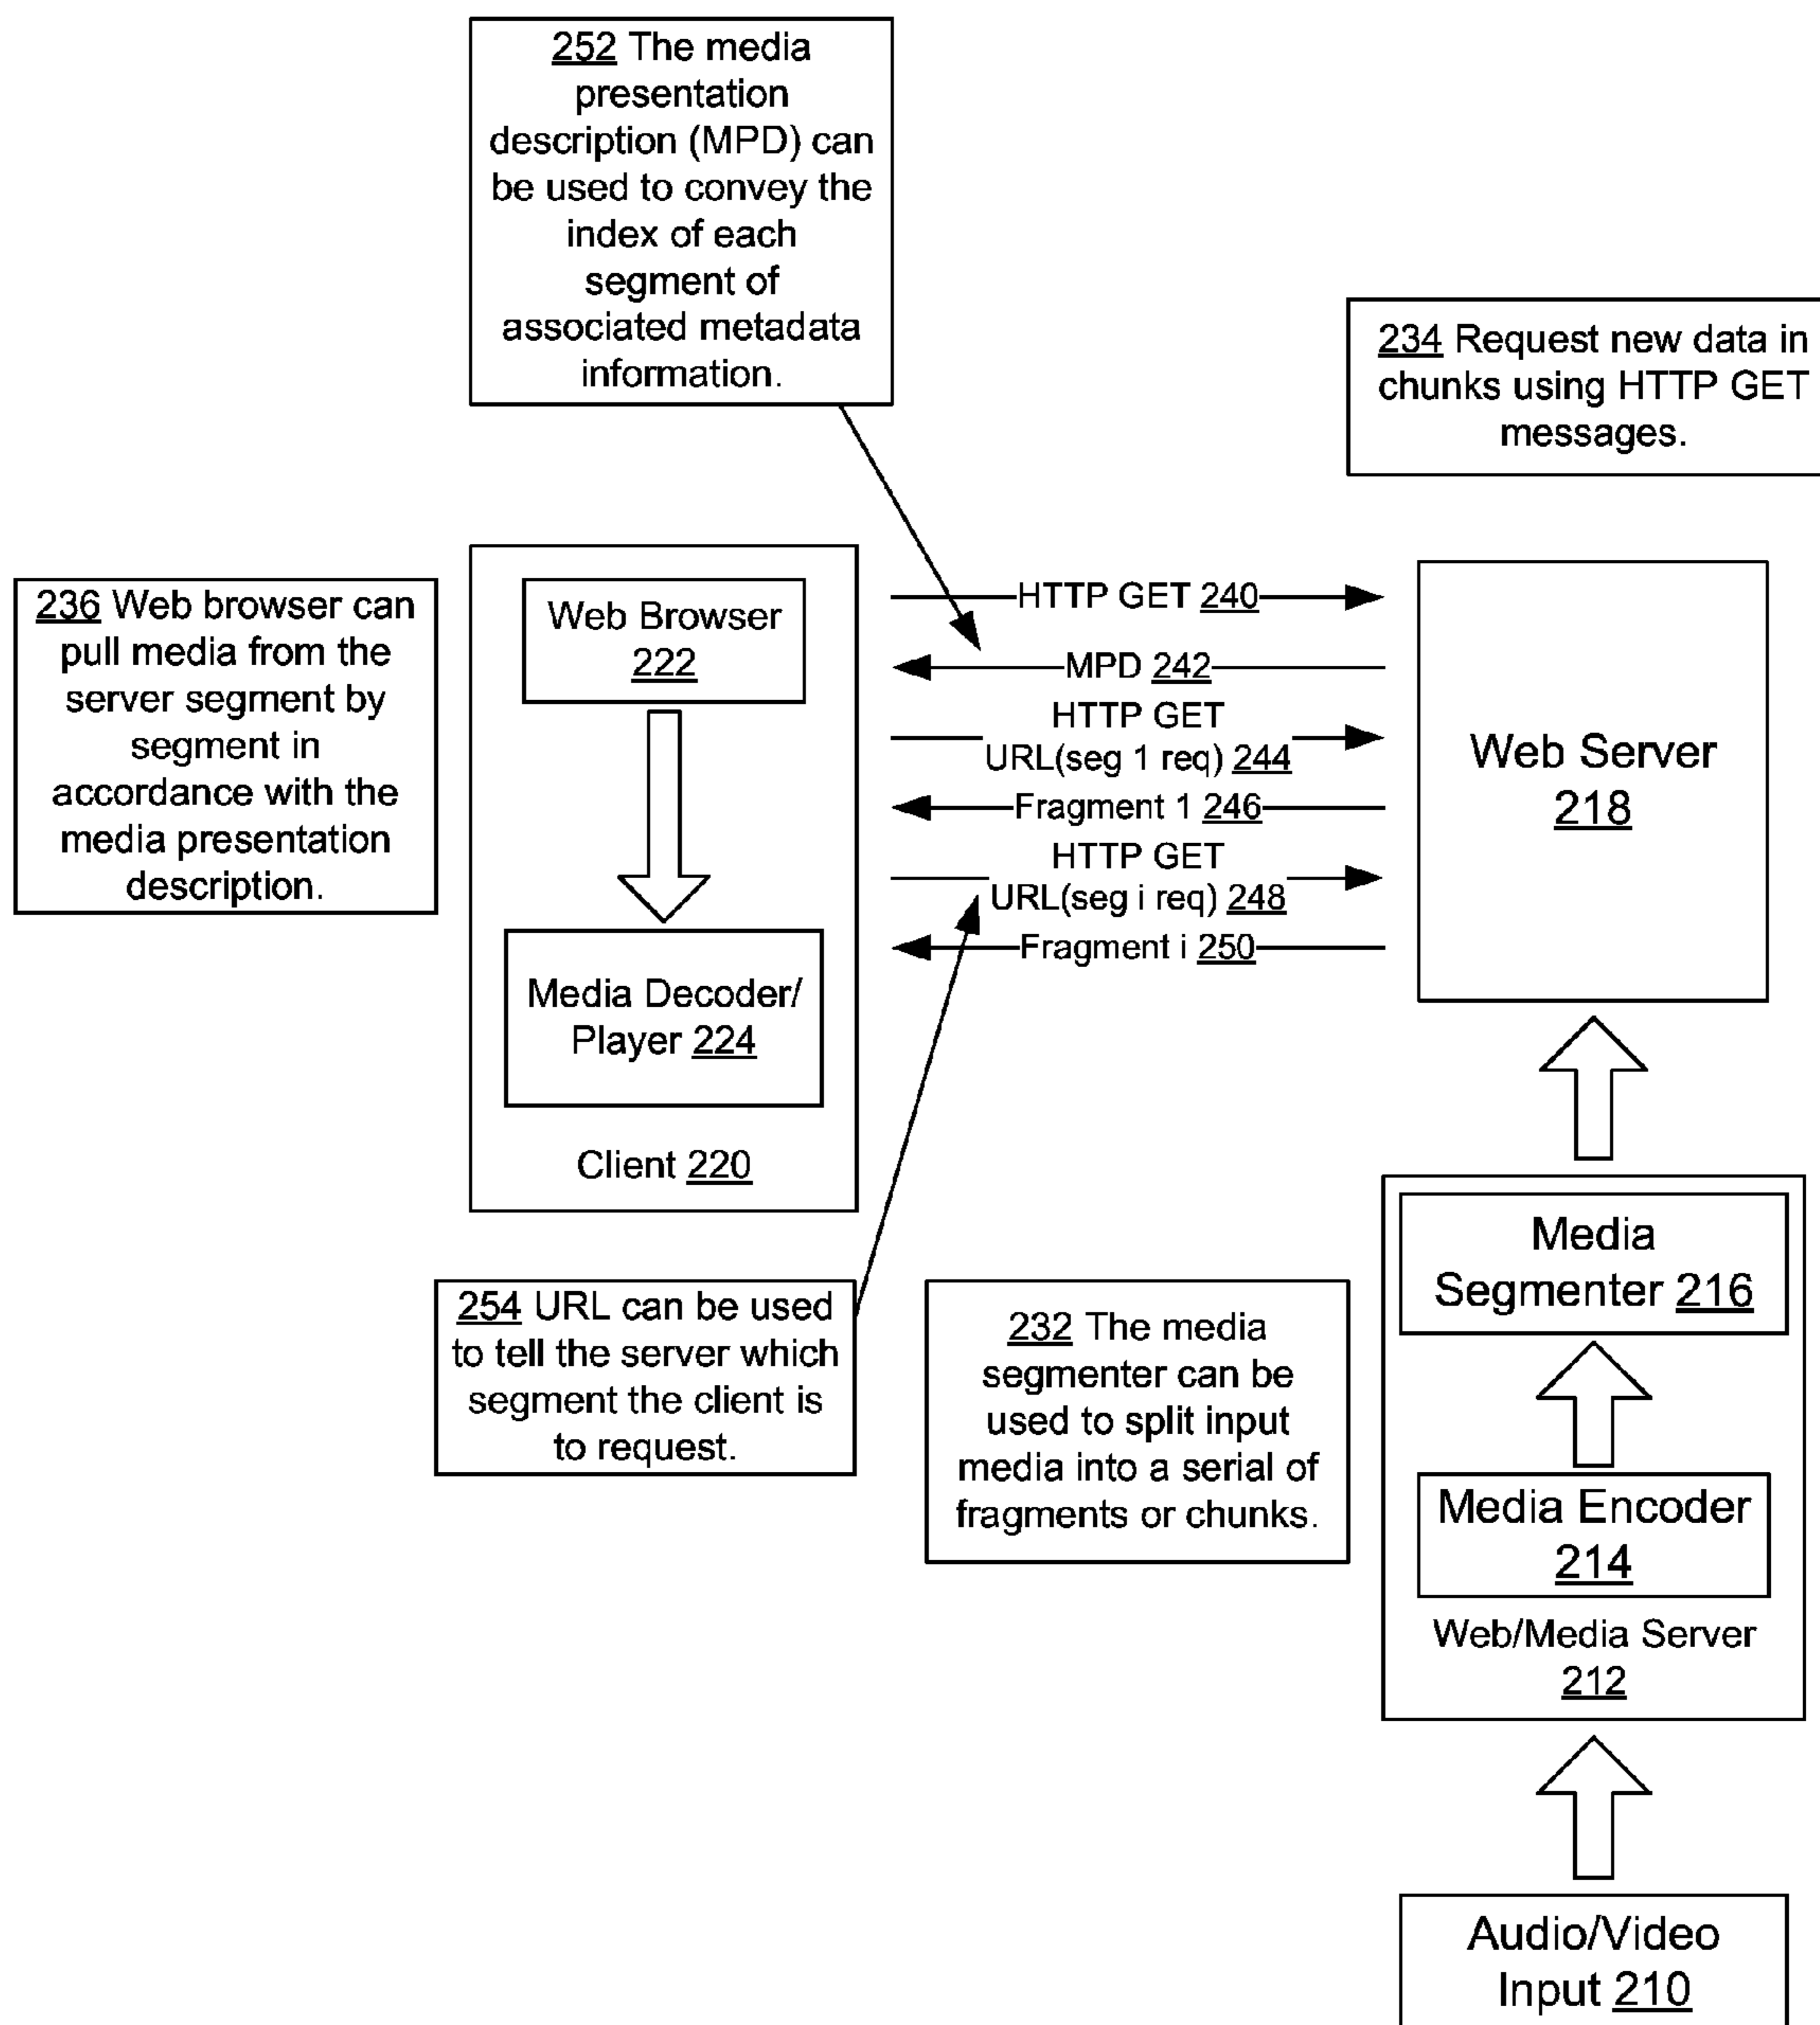 252 The media
presentation
description (MPD) can
be used to convey the
index of each
segment of
associated metadata
information.
234 Request new data in
chunks using HTTP GET
messages.
236 Web browser can
pull media from the
server segment by
segment in
accordance with the
media presentation
description.
Web Browser
222
Media Decoder/
Player 224
Client 220
HTTP GET 240
MPD 242
HTTP GET
URL(seg 1 req) 244
Fragment 1 246
HTTP GET
URL(seg i req) 248
Fragment i 250
Web Server
218
254 URL can be used
to tell the server which
segment the client is
to request.
232 The media
segmenter can be
used to split input
media into a serial of
fragments or chunks.
Media
Segmenter 216
Media Encoder
214
Web/Media Server
212
Audio/Video
Input 210